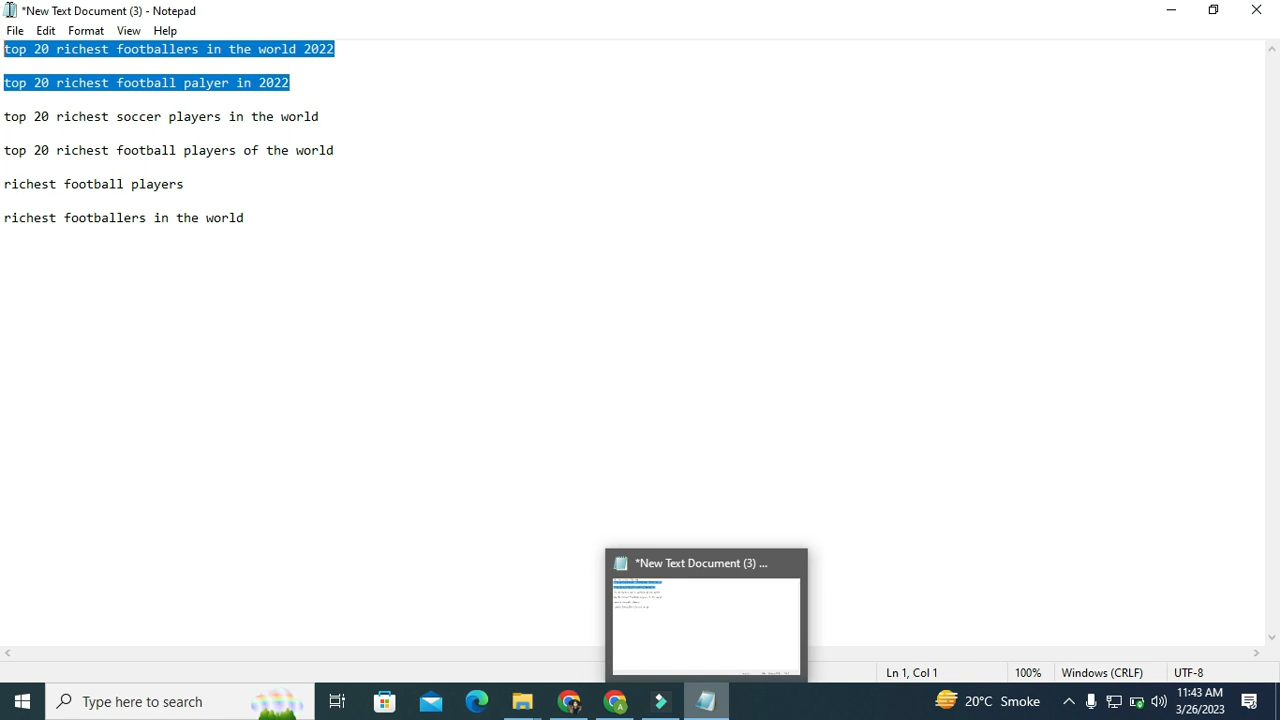 *New Text Document (3) - Notepad
File Edit Format View Help
top 20 richest footballers in the world 2022
top 20 richest football palyer in 2022
top 20 richest soccer players in the world
top 20 richest football players of the world
richest football players
richest footballers in the world
*New Text Document (3) ...
Ln 1, Col 1 100% Windows (CRLF) UTF-8
Type here to search
20°C Smoke
11:43 AM
3/26/2023